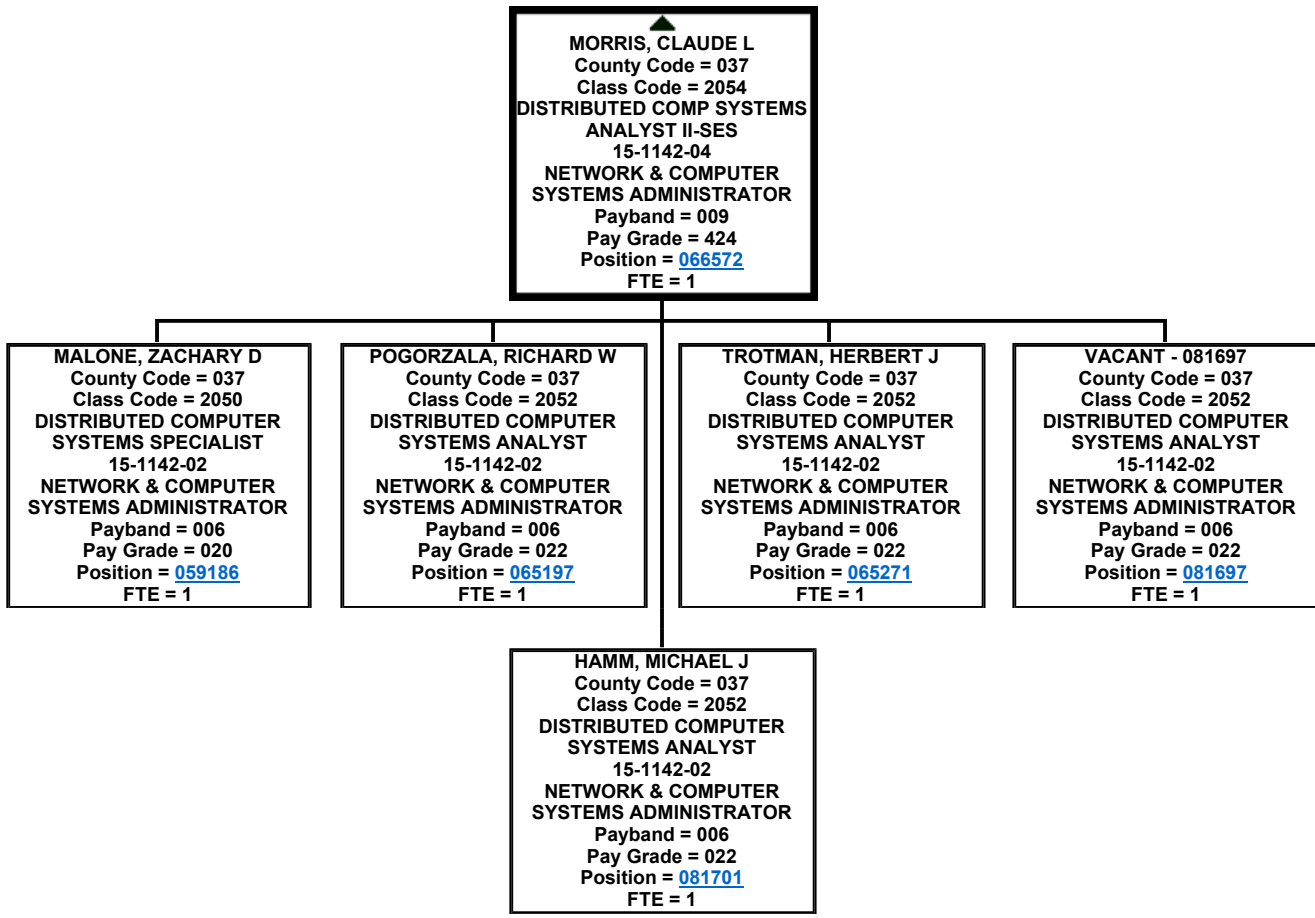 MORRIS, CLAUDE L
County Code = 037
Class Code = 2054
DISTRIBUTED COMP SYSTEMS
ANALYST II-SES
15-1142-04
NETWORK & COMPUTER
SYSTEMS ADMINISTRATOR
Payband = 009
Pay Grade = 424
Position = 066572
FTE = 1
MALONE, ZACHARY D
County Code = 037
Class Code = 2050
DISTRIBUTED COMPUTER
SYSTEMS SPECIALIST
15-1142-02
NETWORK & COMPUTER
SYSTEMS ADMINISTRATOR
Payband = 006
Pay Grade = 020
Position = 059186
FTE = 1
POGORZALA, RICHARD W
County Code = 037
Class Code = 2052
DISTRIBUTED COMPUTER
SYSTEMS ANALYST
15-1142-02
NETWORK & COMPUTER
SYSTEMS ADMINISTRATOR
Payband = 006
Pay Grade = 022
Position = 065197
FTE = 1
TROTMAN, HERBERT J
County Code = 037
Class Code = 2052
DISTRIBUTED COMPUTER
SYSTEMS ANALYST
15-1142-02
NETWORK & COMPUTER
SYSTEMS ADMINISTRATOR
Payband = 006
Pay Grade = 022
Position = 065271
FTE = 1
VACANT - 081697
County Code = 037
Class Code = 2052
DISTRIBUTED COMPUTER
SYSTEMS ANALYST
15-1142-02
NETWORK & COMPUTER
SYSTEMS ADMINISTRATOR
Payband = 006
Pay Grade = 022
Position = 081697
FTE = 1
HAMM, MICHAEL J
County Code = 037
Class Code = 2052
DISTRIBUTED COMPUTER
SYSTEMS ANALYST
15-1142-02
NETWORK & COMPUTER
SYSTEMS ADMINISTRATOR
Payband = 006
Pay Grade = 022
Position = 081701
FTE = 1